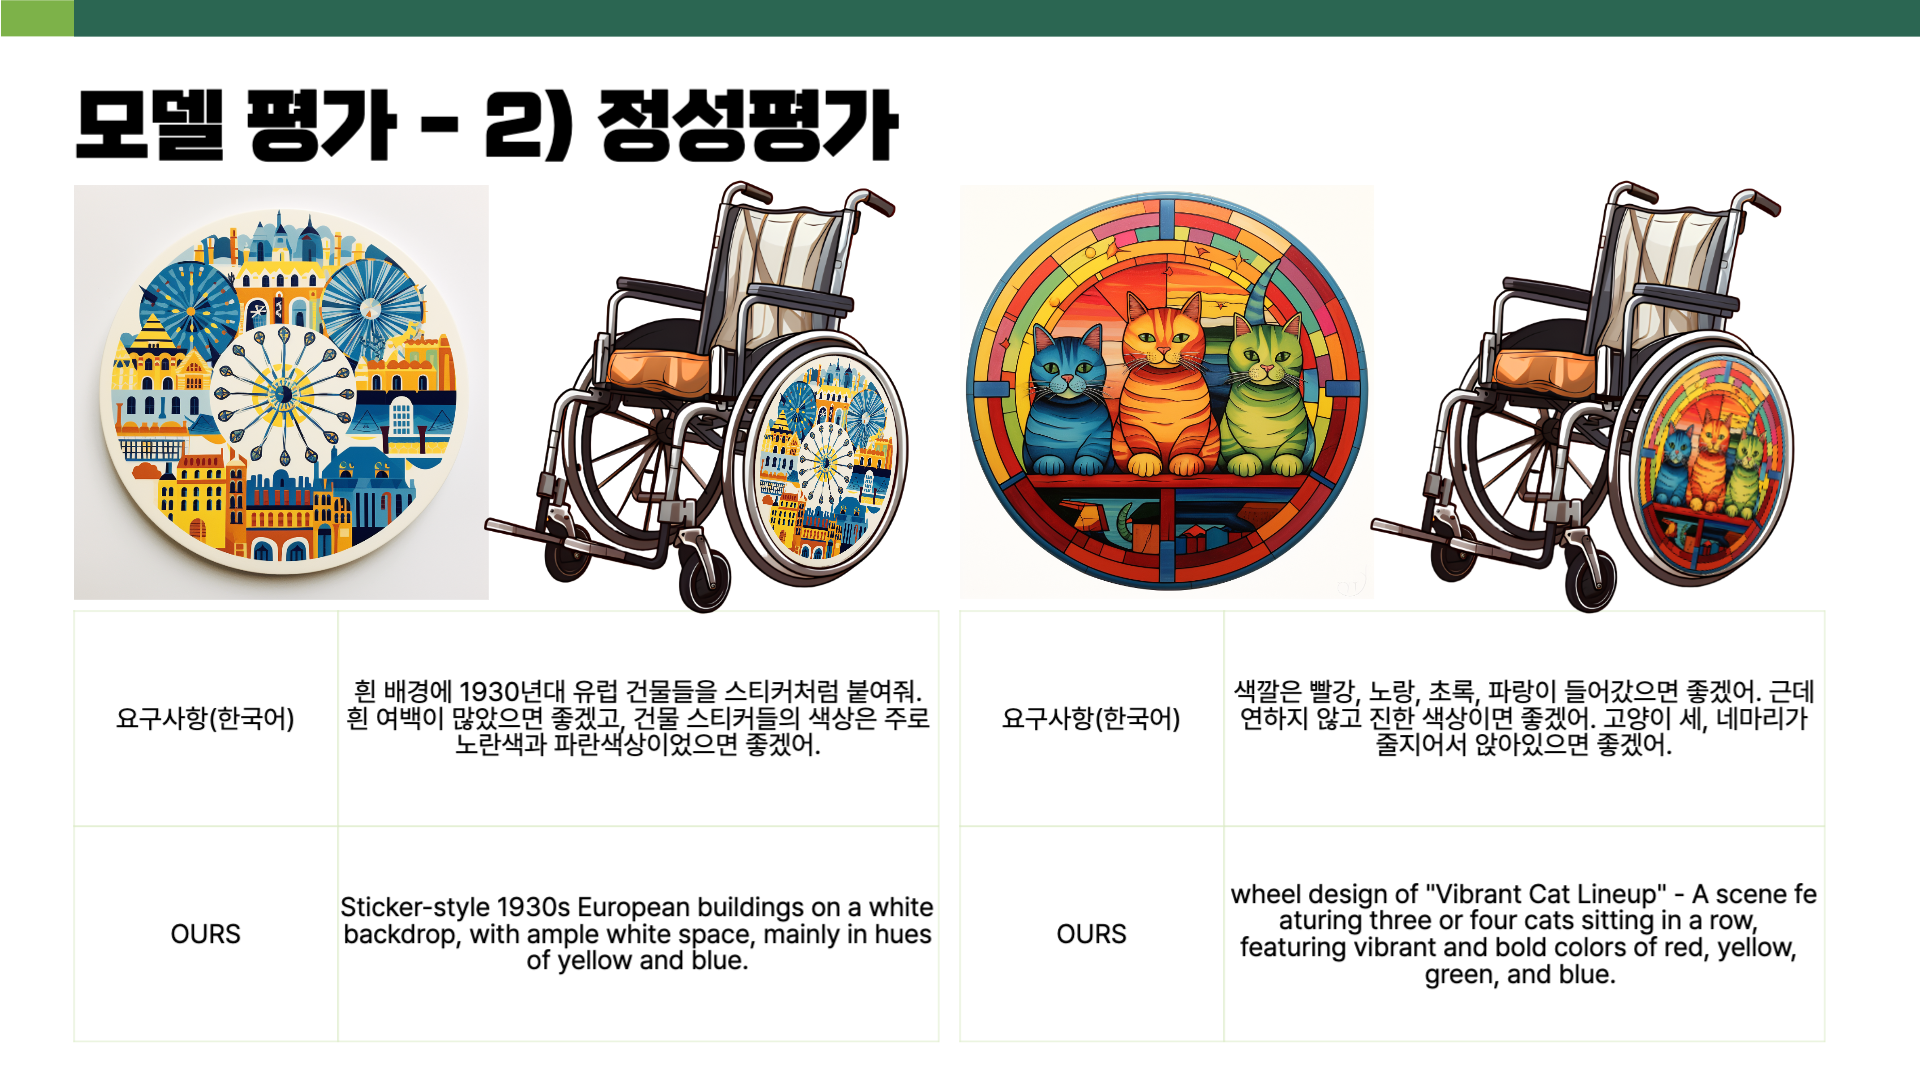 모델 평가 - 2) 정성평가
요구사항(한국어)
흰 배경에 1930년대 유럽 건물들을 스티커처럼 붙여줘.
흰 여백이 많았으면 좋겠고, 건물 스티커들의 색상은 주로
노란색과 파란색상이었으면 좋겠어.
OURS
Sticker-style 1930s European buildings on a white
backdrop, with ample white space, mainly in hues
of yellow and blue.
요구사항(한국어)
색깔은 빨강, 노랑, 초록, 파랑이 들어갔으면 좋겠어. 근데
연하지 않고 진한 색상이면 좋겠어. 고양이 세, 네마리가
줄지어서 앉아있으면 좋겠어.
OURS
wheel design of "Vibrant Cat Lineup" - A scene fe
aturing three or four cats sitting in a row,
featuring vibrant and bold colors of red, yellow,
green, and blue.